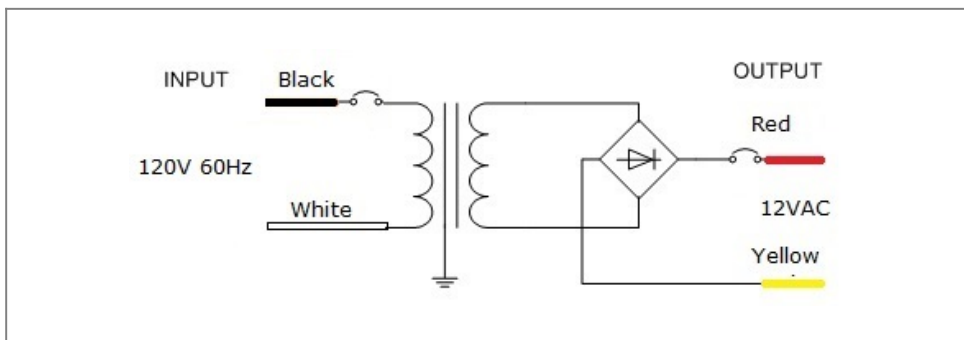 INPUT
Black
OUTPUT
Red
120V 60Hz
White
12VAC
Yellow